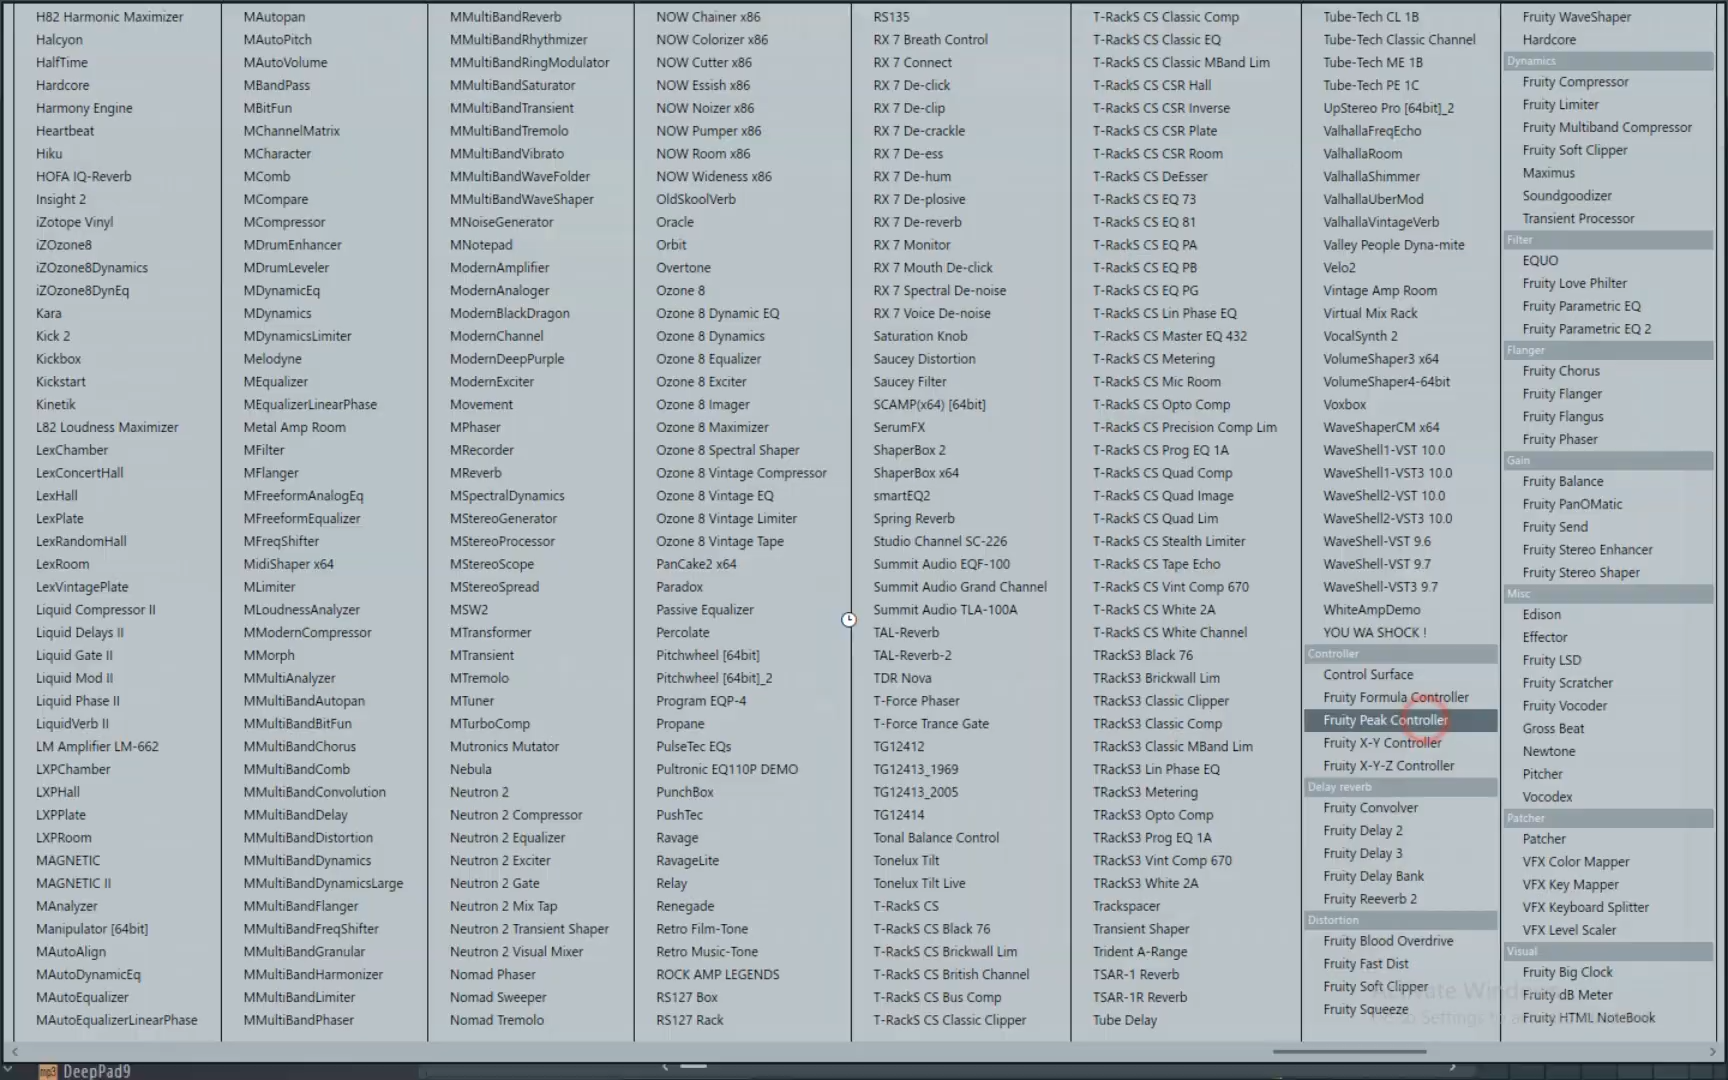 H82 Harmonic Maximizer
Halcyon
HalfTime
Hardcore
Harmony Engine
Heartbeat
Hiku
HOFA IQ-Reverb
Insight 2
iZotope Vinyl
iZOzone8
iZOzone8Dynamics
iZOzone8DynEq
Kara
Kick 2
Kickbox
Kickstart
Kinetik
L82 Loudness Maximizer
LexChamber
LexConcertHall
LexHall
LexPlate
LexRandomHall
LexRoom
LexVintagePlate
Liquid Compressor II
Liquid Delays II
Liquid Gate II
Liquid Mod II
Liquid Phase II
LiquidVerb II
LM Amplifier LM-662
LXPChamber
LXPHall
LXPPlate
LXPRoom
MAGNETIC
MAGNETIC II
MAnalyzer
Manipulator [64bit]
MAutoAlign
MAutoDynamicEq
MAutoEqualizer
MAutoEqualizerLinearPhase
MAutopan
MAutoPitch
MAutoVolume
MBandPass
MBitFun
MChannelMatrix
MCharacter
MComb
MCompare
MCompressor
MDrumEnhancer
MDrumLeveler
MDynamicEq
MDynamics
MDynamicsLimiter
Melodyne
MEqualizer
MEqualizerLinearPhase
Metal Amp Room
MFilter
MFlanger
MFreeformAnalogEq
MFreeformEqualizer
MFreqShifter
MidiShaper x64
MLimiter
MLoudnessAnalyzer
MModernCompressor
MMorph
MMultiAnalyzer
MMultiBandAutopan
MMultiBandBitFun
MMultiBandChorus
MMultiBandComb
MMultiBandConvolution
MMultiBandDelay
MMultiBandDistortion
MMultiBandDynamics
MMultiBandDynamicsLarge
MMultiBandFlanger
MMultiBandFreqShifter
MMultiBandGranular
MMultiBandHarmonizer
MMultiBandLimiter
MMultiBandPhaser
MMultiBandReverb
MMultiBandRhythmizer
MMultiBandRingModulator
MMultiBandSaturator
MMultiBandTransient
MMultiBandTremolo
MMultiBandVibrato
MMultiBandWaveFolder
MMultiBandWaveShaper
MNoiseGenerator
MNotepad
ModernAmplifier
ModernAnaloger
ModernBlackDragon
ModernChannel
ModernDeepPurple
ModernExciter
Movement
MPhaser
MRecorder
MReverb
MSpectralDynamics
MStereoGenerator
MStereoProcessor
MStereoScope
MStereoSpread
MSW2
MTransformer
MTransient
MTremolo
MTuner
MTurboComp
Mutronics Mutator
Nebula
Neutron 2
Neutron 2 Compressor
Neutron 2 Equalizer
Neutron 2 Exciter
Neutron 2 Gate
Neutron 2 Mix Tap
Neutron 2 Transient Shaper
Neutron 2 Visual Mixer
Nomad Phaser
Nomad Sweeper
Nomad Tremolo
NOW Chainer x86
NOW Colorizer x86
NOW Cutter x86
NOW Essish x86
NOW Noizer x86
NOW Pumper x86
NOW Room x86
NOW Wideness x86
OldSkoolVerb
Oracle
Orbit
Overtone
Ozone 8
Ozone 8 Dynamic EQ
Ozone 8 Dynamics
Ozone 8 Equalizer
Ozone 8 Exciter
Ozone 8 Imager
Ozone 8 Maximizer
Ozone 8 Spectral Shaper
Ozone 8 Vintage Compressor
Ozone 8 Vintage EQ
Ozone 8 Vintage Limiter
Ozone 8 Vintage Tape
PanCake2 x64
Paradox
Passive Equalizer
Percolate
Pitchwheel [64bit]
Pitchwheel [64bit]_2
Program EQP-4
Propane
PulseTec EQs
Pultronic EQ110P DEMO
PunchBox
PushTec
Ravage
RavageLite
Relay
Renegade
Retro Film-Tone
Retro Music-Tone
ROCK AMP LEGENDS
RS127 Box
RS127 Rack
RS135
RX 7 Breath Control
RX 7 Connect
RX 7 De-click
RX 7 De-clip
RX 7 De-crackle
RX 7 De-ess
RX 7 De-hum
RX 7 De-plosive
RX 7 De-reverb
RX 7 Monitor
RX 7 Mouth De-click
RX 7 Spectral De-noise
RX 7 Voice De-noise
Saturation Knob
Saucey Distortion
Saucey Filter
SCAMP(x64) [64bit]
SerumFX
ShaperBox 2
ShaperBox x64
smartEQ2
Spring Reverb
Studio Channel SC-226
Summit Audio EQF-100
Summit Audio Grand Channel
Summit Audio TLA-100A
TAL-Reverb
TAL-Reverb-2
TDR Nova
T-Force Phaser
T-Force Trance Gate
TG12412
TG12413_1969
TG12413_2005
TG12414
Tonal Balance Control
Tonelux Tilt
Tonelux Tilt Live
T-RackS CS
T-RackS CS Black 76
T-RackS CS Brickwall Lim
T-RackS CS British Channel
T-RackS CS Bus Comp
T-RackS CS Classic Clipper
T-RackS CS Classic Comp
T-RackS CS Classic EQ
T-RackS CS Classic MBand Lim
T-RackS CS CSR Hall
T-RackS CS CSR Inverse
T-RackS CS CSR Plate
T-RackS CS CSR Room
T-RackS CS DeEsser
T-RackS CS EQ 73
T-RackS CS EQ 81
T-RackS CS EQ PA
T-RackS CS EQ PB
T-RackS CS EQ PG
T-RackS CS Lin Phase EQ
T-RackS CS Master EQ 432
T-RackS CS Metering
T-RackS CS Mic Room
T-RackS CS Opto Comp
T-RackS CS Precision Comp Lim
T-RackS CS Prog EQ 1A
T-RackS CS Quad Comp
T-RackS CS Quad Image
T-RackS CS Quad Lim
T-RackS CS Stealth Limiter
T-RackS CS Tape Echo
T-RackS CS Vint Comp 670
T-RackS CS White 2A
T-RackS CS White Channel
TRackS3 Black 76
TRackS3 Brickwall Lim
TRackS3 Classic Clipper
TRackS3 Classic Comp
TRackS3 Classic MBand Lim
TRackS3 Lin Phase EQ
TRackS3 Metering
TRackS3 Opto Comp
TRackS3 Prog EQ 1A
TRackS3 Vint Comp 670
TRackS3 White 2A
Trackspacer
Transient Shaper
Trident A-Range
TSAR-1 Reverb
TSAR-1R Reverb
Tube Delay
Tube-Tech CL 1B
Tube-Tech Classic Channel
Tube-Tech ME 1B
Tube-Tech PE 1C
UpStereo Pro [64bit]_2
ValhallaFreqEcho
ValhallaRoom
ValhallaShimmer
ValhallaUberMod
ValhallaVintageVerb
Valley People Dyna-mite
Velo2
Vintage Amp Room
Virtual Mix Rack
VocalSynth 2
VolumeShaper3 x64
VolumeShaper4-64bit
Voxbox
WaveShaperCM x64
WaveShell1-VST 10.0
WaveShell1-VST3 10.0
WaveShell2-VST 10.0
WaveShell2-VST3 10.0
WaveShell-VST 9.6
WaveShell-VST 9.7
WaveShell-VST3 9.7
WhiteAmpDemo
YOU WA SHOCK !
Controller
Control Surface
Fruity Formula Controller
Fruity Peak Controller
Fruity X-Y Controller
Fruity X-Y-Z Controller
Delay reverb
Fruity Convolver
Fruity Delay 2
Fruity Delay 3
Fruity Delay Bank
Fruity Reeverb 2
Distortion
Fruity Blood Overdrive
Fruity Fast Dist
Fruity Soft Clipper
Fruity Squeeze
Fruity WaveShaper
Hardcore
Dynamics
Fruity Compressor
Fruity Limiter
Fruity Multiband Compressor
Fruity Soft Clipper
Maximus
Soundgoodizer
Transient Processor
Filter
EQUO
Fruity Love Philter
Fruity Parametric EQ
Fruity Parametric EQ 2
Flanger
Fruity Chorus
Fruity Flanger
Fruity Flangus
Fruity Phaser
Gain
Fruity Balance
Fruity PanOMatic
Fruity Send
Fruity Stereo Enhancer
Fruity Stereo Shaper
Misc
Edison
Effector
Fruity LSD
Fruity Scratcher
Fruity Vocoder
Gross Beat
Newtone
Pitcher
Vocodex
Patcher
Patcher
VFX Color Mapper
VFX Key Mapper
VFX Keyboard Splitter
VFX Level Scaler
Visual
Fruity Big Clock
Fruity dB Meter
Fruity HTML NoteBook
Activate Windows
Settings to
mp3 DeepPad9